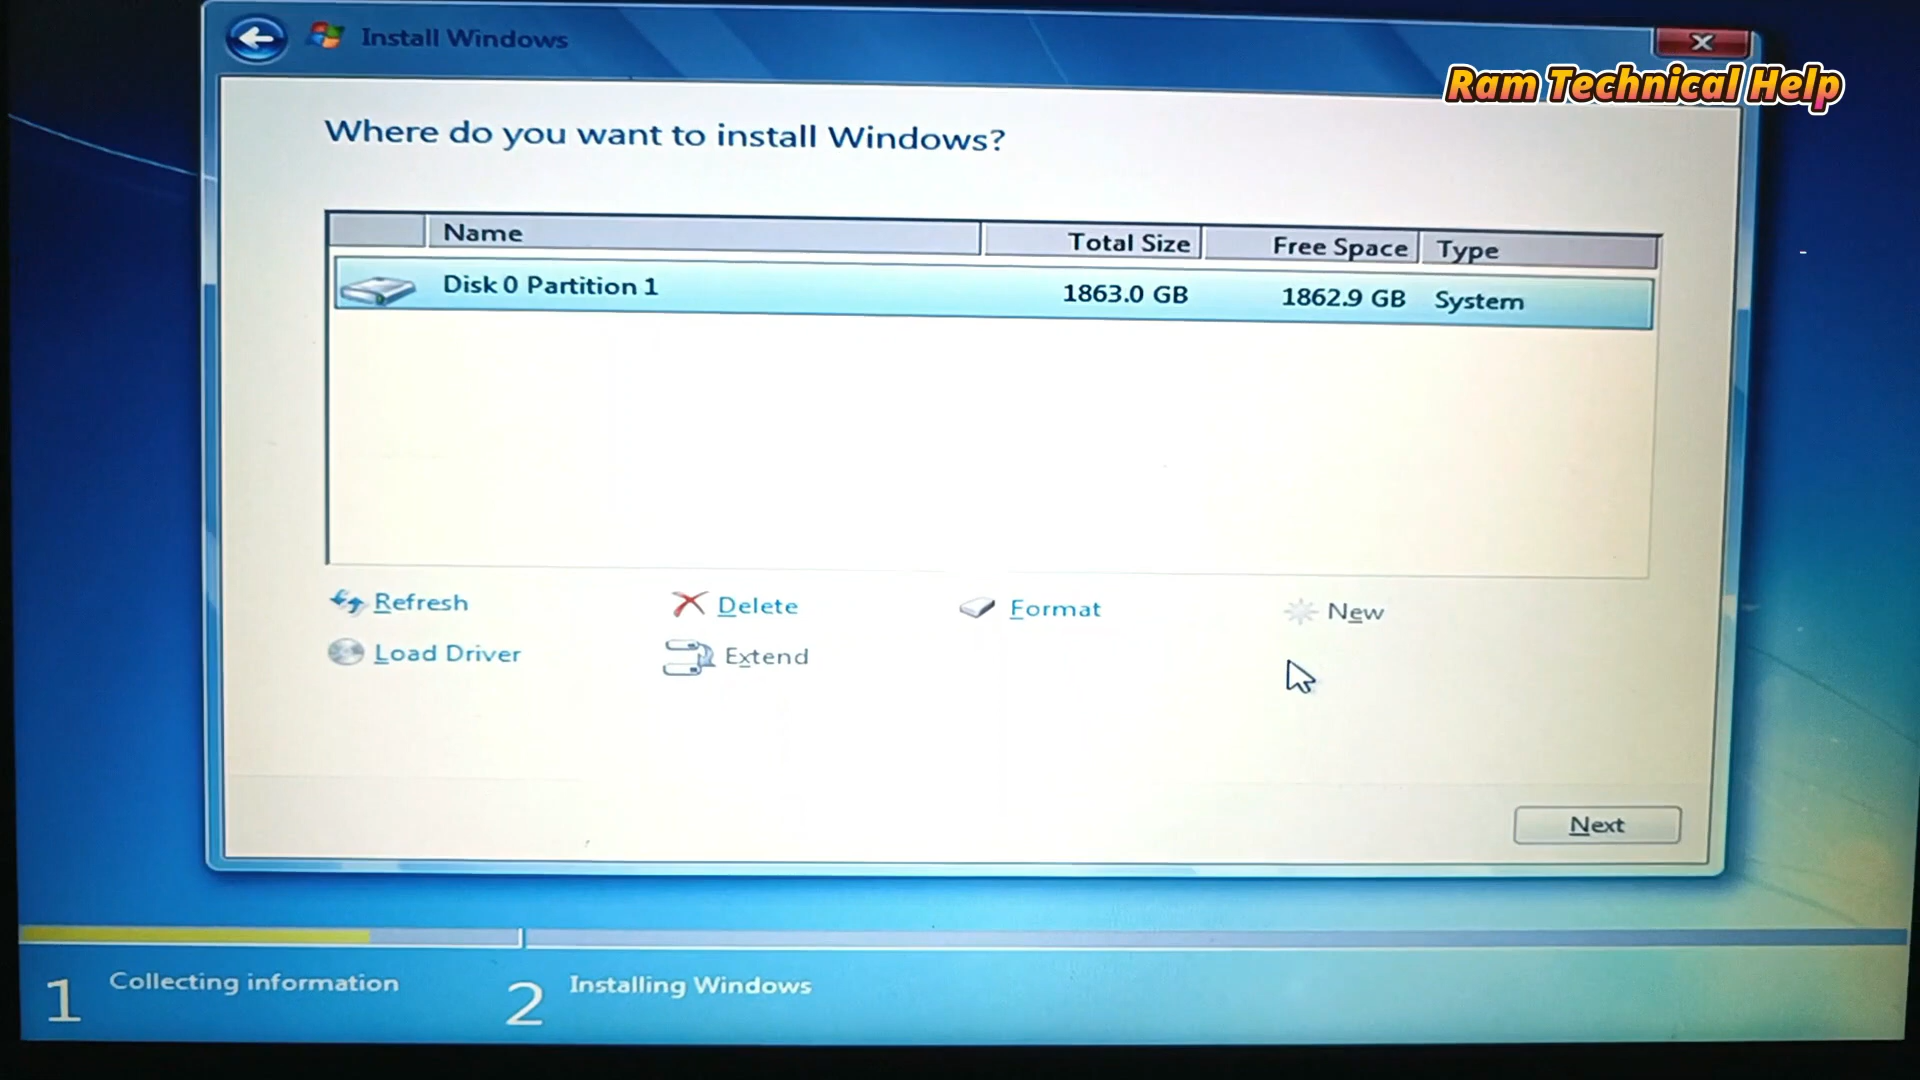 Install Windows
Ram Technical Help
Where do you want to install Windows?
Name Total Size Free Space Type
Disk 0 Partition 1 1863.0 GB 1862.9 GB System
Refresh Delete Format New
Load Driver Extend
Next
1 Collecting information 2 Installing Windows